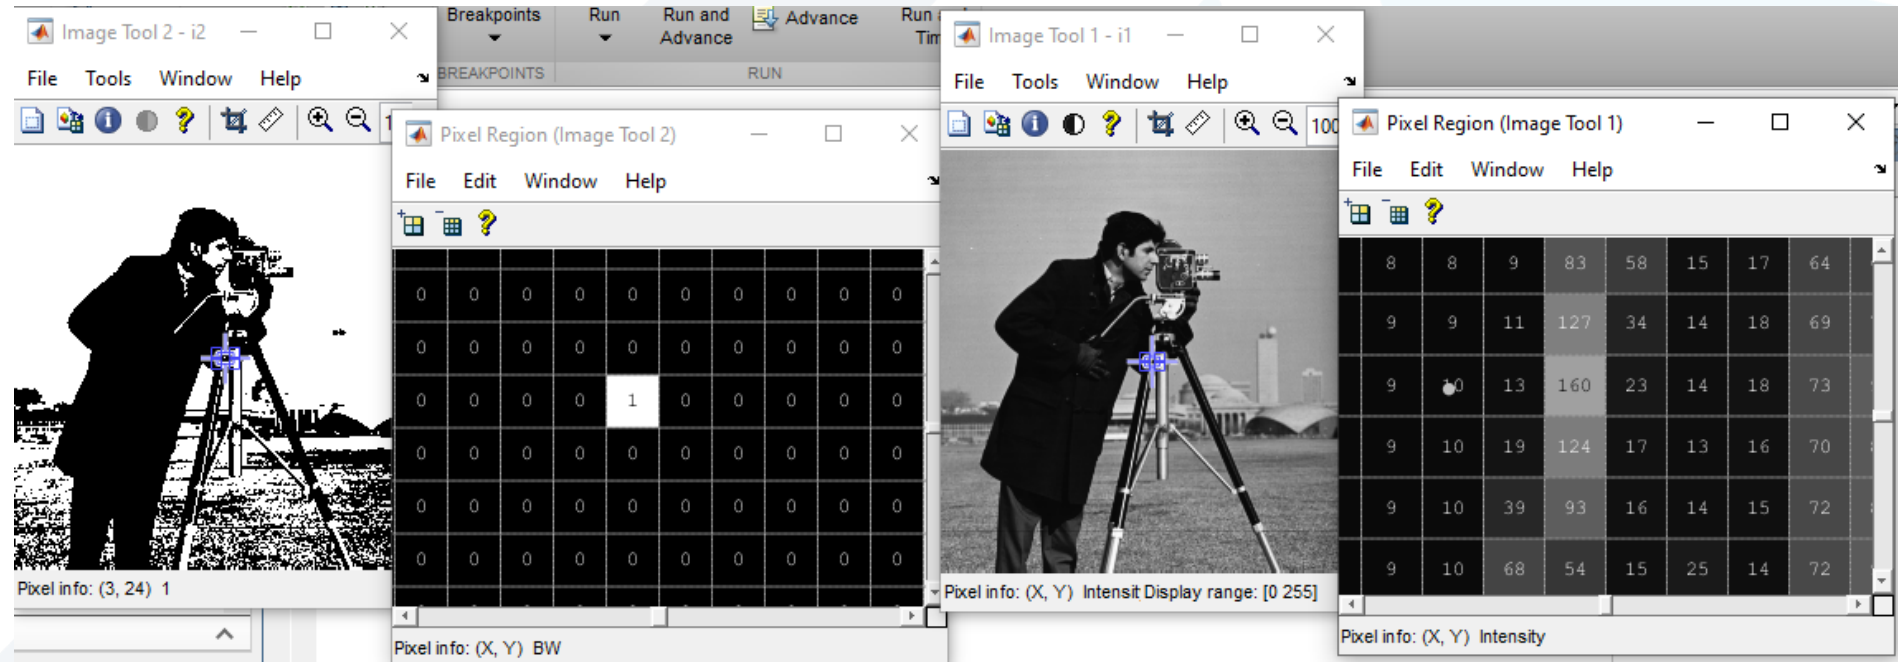 Image Tool 2 - i2
File Tools Window Help
Pixel info: (3, 24) 1
Breakpoints Run Run and Advance Advance Run
BREAKPOINTS RUN
Pixel Region (Image Tool 2)
File Edit Window Help
0 0 0 0 0 0 0 0 0 0
0 0 0 0 0 0 0 0 0 0
0 0 0 0 1 0 0 0 0 0
0 0 0 0 0 0 0 0 0 0
0 0 0 0 0 0 0 0 0 0
0 0 0 0 0 0 0 0 0 0
Pixel info: (X, Y) BW
Image Tool 1 - i1
File Tools Window Help
100
Pixel info: (X, Y) Intensit Display range: [0 255]
Pixel Region (Image Tool 1)
File Edit Window Help
8 8 9 83 58 15 17 64
9 9 11 127 34 14 18 69
9 10 13 160 23 14 18 73
9 10 19 124 17 13 16 70
9 10 39 93 16 14 15 72
9 10 68 54 15 25 14 72
Pixel info: (X, Y) Intensity